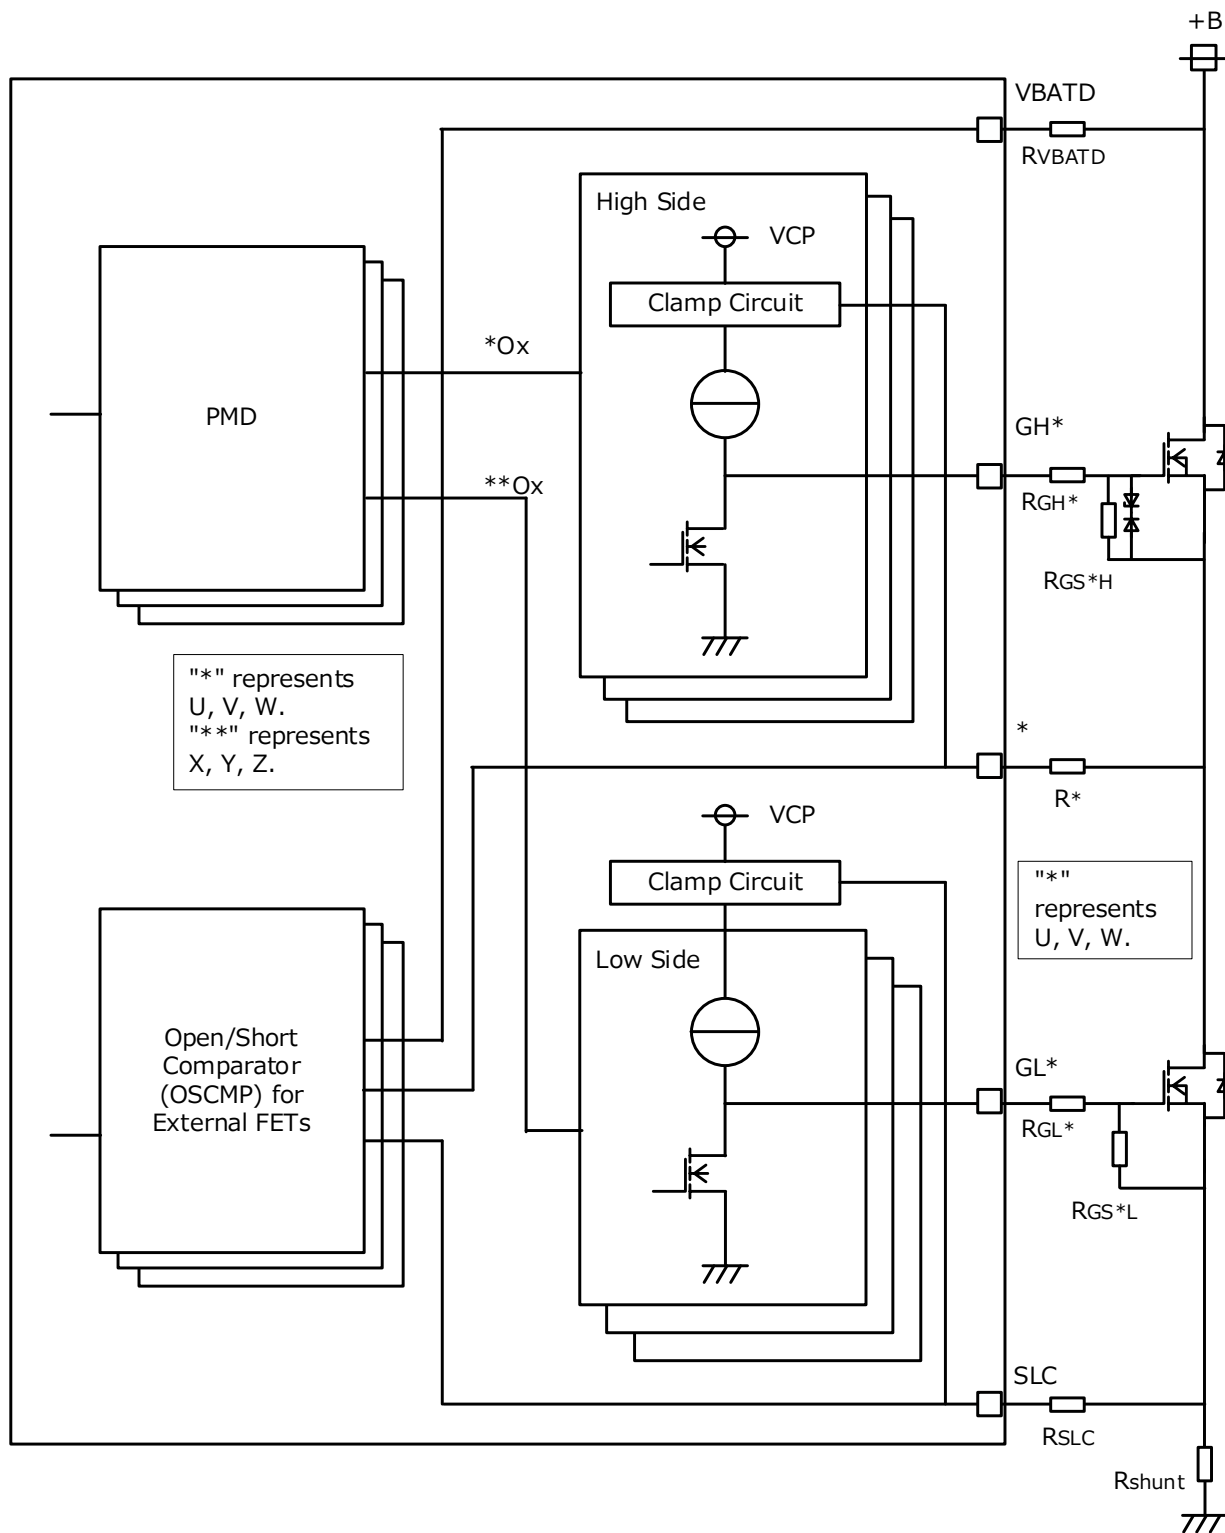 +B
VBATD
RVBATD
High Side
VCP
Clamp Circuit
*Ox
PMD
GH*
**Ox
RGH*
RGS*H
"*" represents
U, V, W.
"**" represents
X, Y, Z.
*
R*
VCP
Clamp Circuit
"*"
represents
U, V, W.
Low Side
Open/Short
Comparator
(OSCMP) for
External FETs
GL*
RGL*
RGS*L
SLC
RSLC
Rshunt